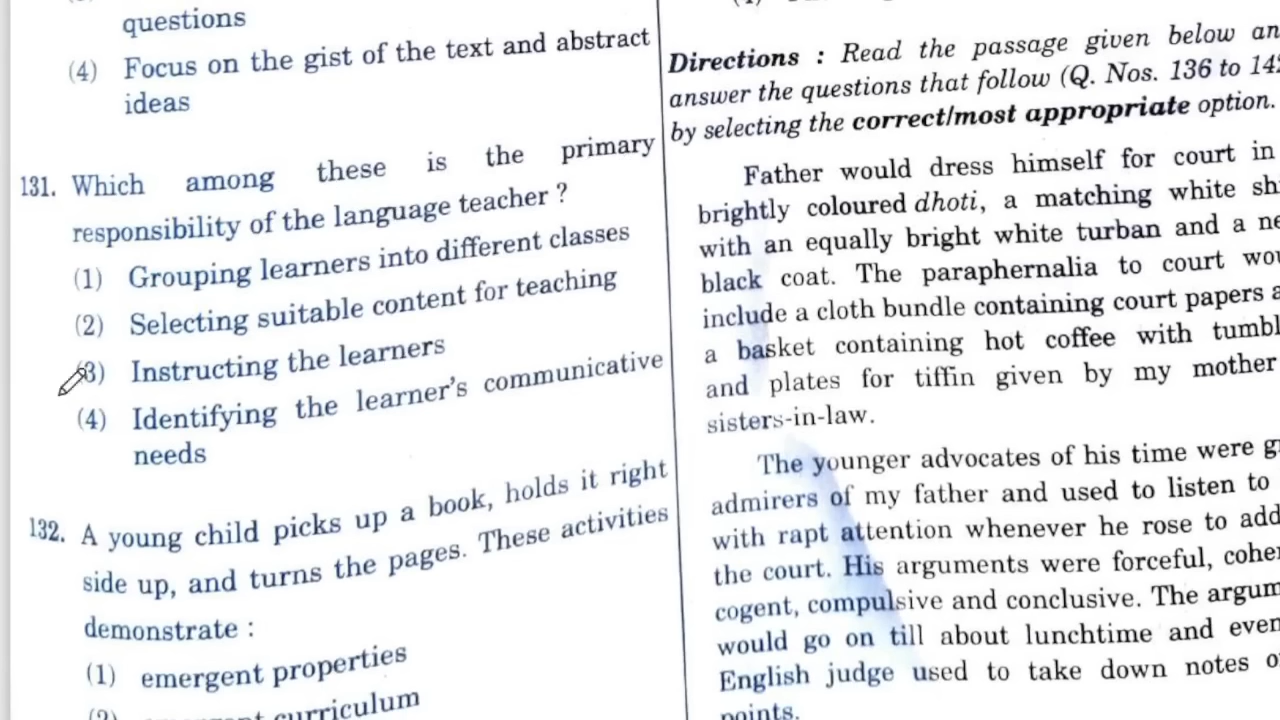 questions
(4) Focus on the gist of the text and abstract
ideas
131. Which among these is the primary
responsibility of the language teacher ?
(1) Grouping learners into different classes
(2) Selecting suitable content for teaching
(3) Instructing the learners
(4) Identifying the learner's communicative
needs
132. A young child picks up a book, holds it right
side up, and turns the pages. These activities
demonstrate :
(1) emergent properties
curriculum
Directions : Read the passage given below
answer the questions that follow (Q. Nos. 136 to
by selecting the correct/most appropriate option.
Father would dress himself for court in
brightly coloured dhoti, a matching white
with an equally bright white turban and a
black coat. The paraphernalia to court
include a cloth bundle containing court papers
a basket containing hot coffee with
and plates for tiffin given by my mother
sisters-in-law.
The younger advocates of his time were
admirers of my father and used to listen to
with rapt attention whenever he rose to
the court. His arguments were forceful,
cogent, compulsive and conclusive. The
would go on till about lunchtime and
English judge used to take down notes
points.